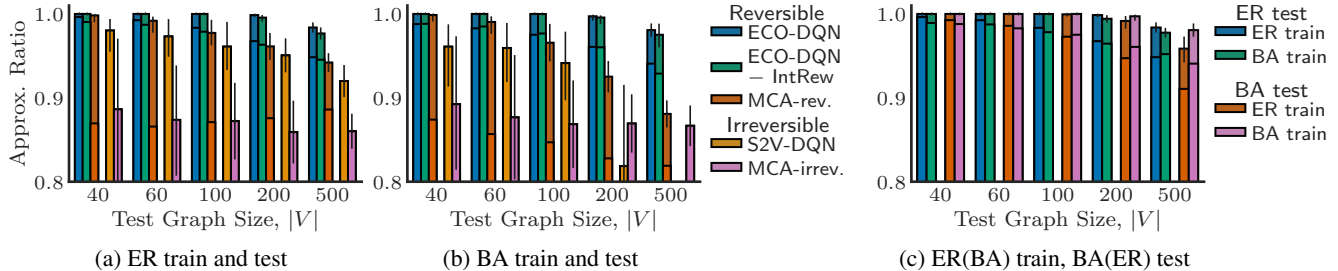 Approx. Ratio
1.0
0.9
0.8
40 60 100 200 500
Test Graph Size, |V|
(a) ER train and test
1.0
0.9
0.8
40 60 100 200 500
Test Graph Size, |V|
(b) BA train and test
Reversible
ECO-DQN
ECO-DQN
− IntRew
MCA-rev.
Irreversible
S2V-DQN
MCA-irrev.
1.0
0.9
0.8
40 60 100 200 500
Test Graph Size, |V|
(c) ER(BA) train, BA(ER) test
ER test
ER train
BA train
BA test
ER train
BA train